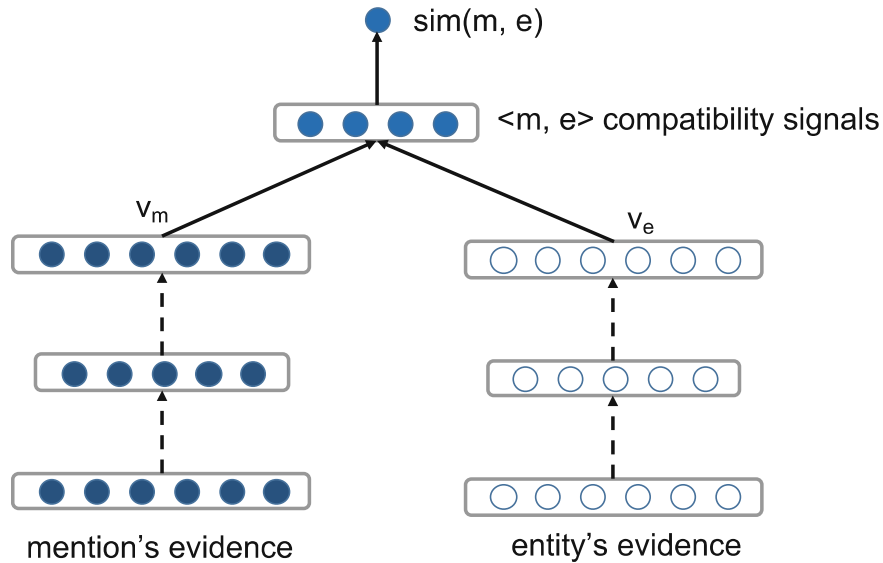 sim(m, e)
<m, e> compatibility signals
vm
ve
mention's evidence
entity's evidence